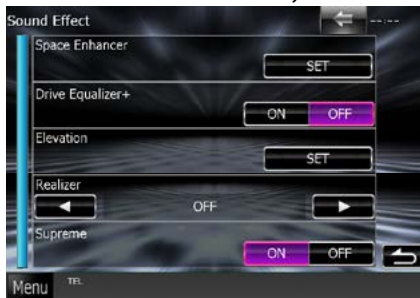 Sound Effect
--:--
Space Enhancer
SET
Drive Equalizer+
ON OFF
Elevation
SET
Realizer
OFF
Supreme
ON OFF
Menu TEL